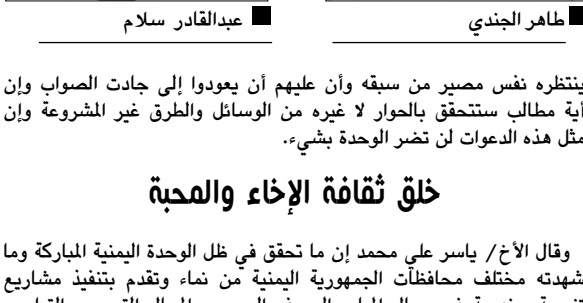 طاهر الجندي
عبدالقادر سلام
ينتظره نفس مصير من سبقه وأن عليهم أن يعودوا إلى جادت الصواب وإن
أية مطالب ستتحقق بالحوار لا غيره من الوسائل والطرق غير المشروعة وإن
مثل هذه الدعوات لن تضر الوحدة بشيء.
خلق ثقافة الإخاء والمحبة
وقال الأخ/ ياسر علي محمد إن ما تحقق في ظل الوحدة اليمنية المباركة وما
شهدته مختلف محافظات الجمهورية اليمنية من نماء وتقدم بتنفيذ مشاريع